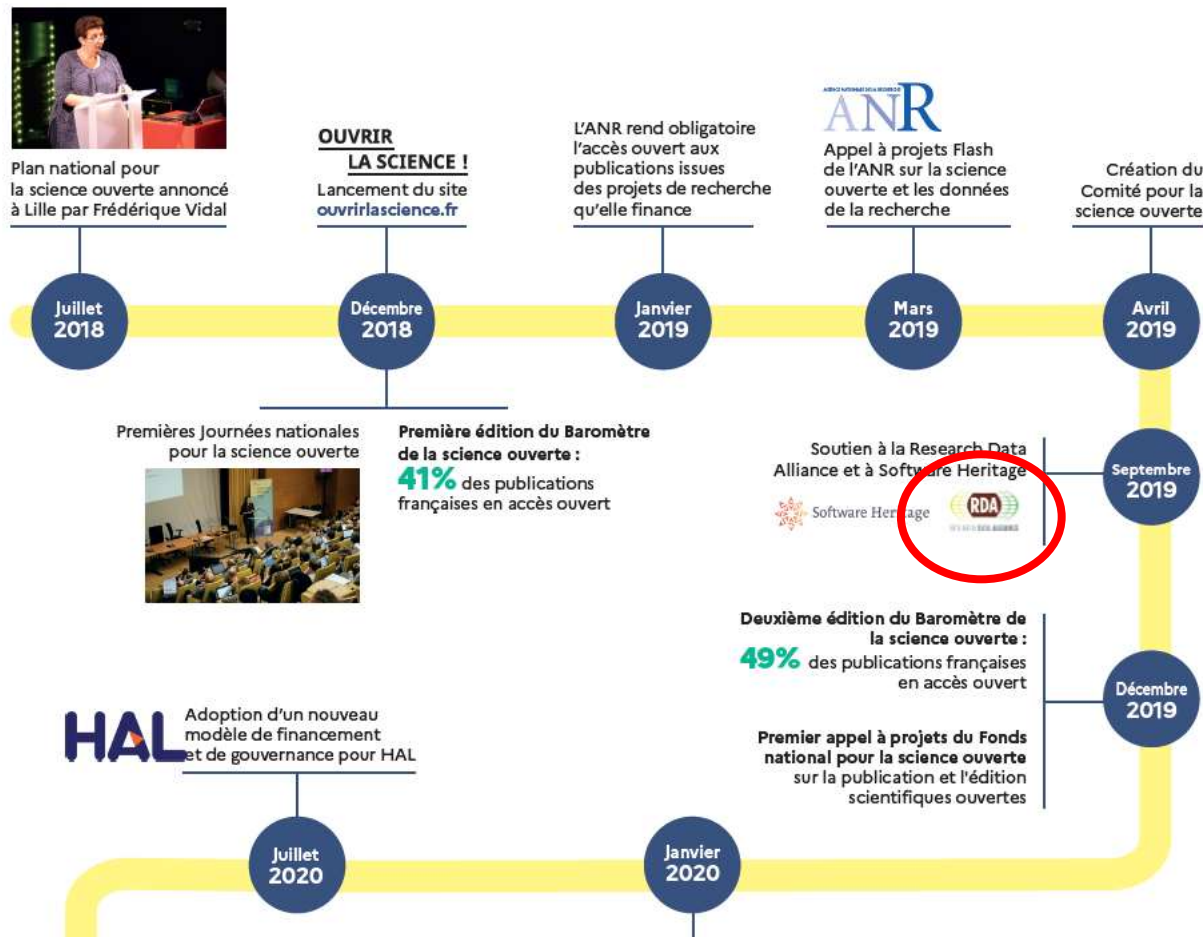 Plan national pour
la science ouverte annoncé
à Lille par Frédérique Vidal
OUVRIR
LA SCIENCE !
Lancement du site
ouvrirlascience.fr
L'ANR rend obligatoire
l'accès ouvert aux
publications issues
des projets de recherche
qu'elle finance
ANR
Appel à projets Flash
de l'ANR sur la science
ouverte et les données
de la recherche
Création du
Comité pour la
science ouverte
Juillet
2018
Décembre
2018
Janvier
2019
Mars
2019
Avril
2019
Premières Journées nationales
pour la science ouverte
Première édition du Baromètre
de la science ouverte :
41% des publications
françaises en accès ouvert
Soutien à la Research Data
Alliance et à Software Heritage
Software Heritage
RDA
Septembre
2019
Deuxième édition du Baromètre de
la science ouverte :
49% des publications françaises
en accès ouvert
Premier appel à projets du Fonds
national pour la science ouverte
sur la publication et l'édition
scientifiques ouvertes
Décembre
2019
HAL
Adoption d'un nouveau
modèle de financement
et de gouvernance pour HAL
Juillet
2020
Janvier
2020